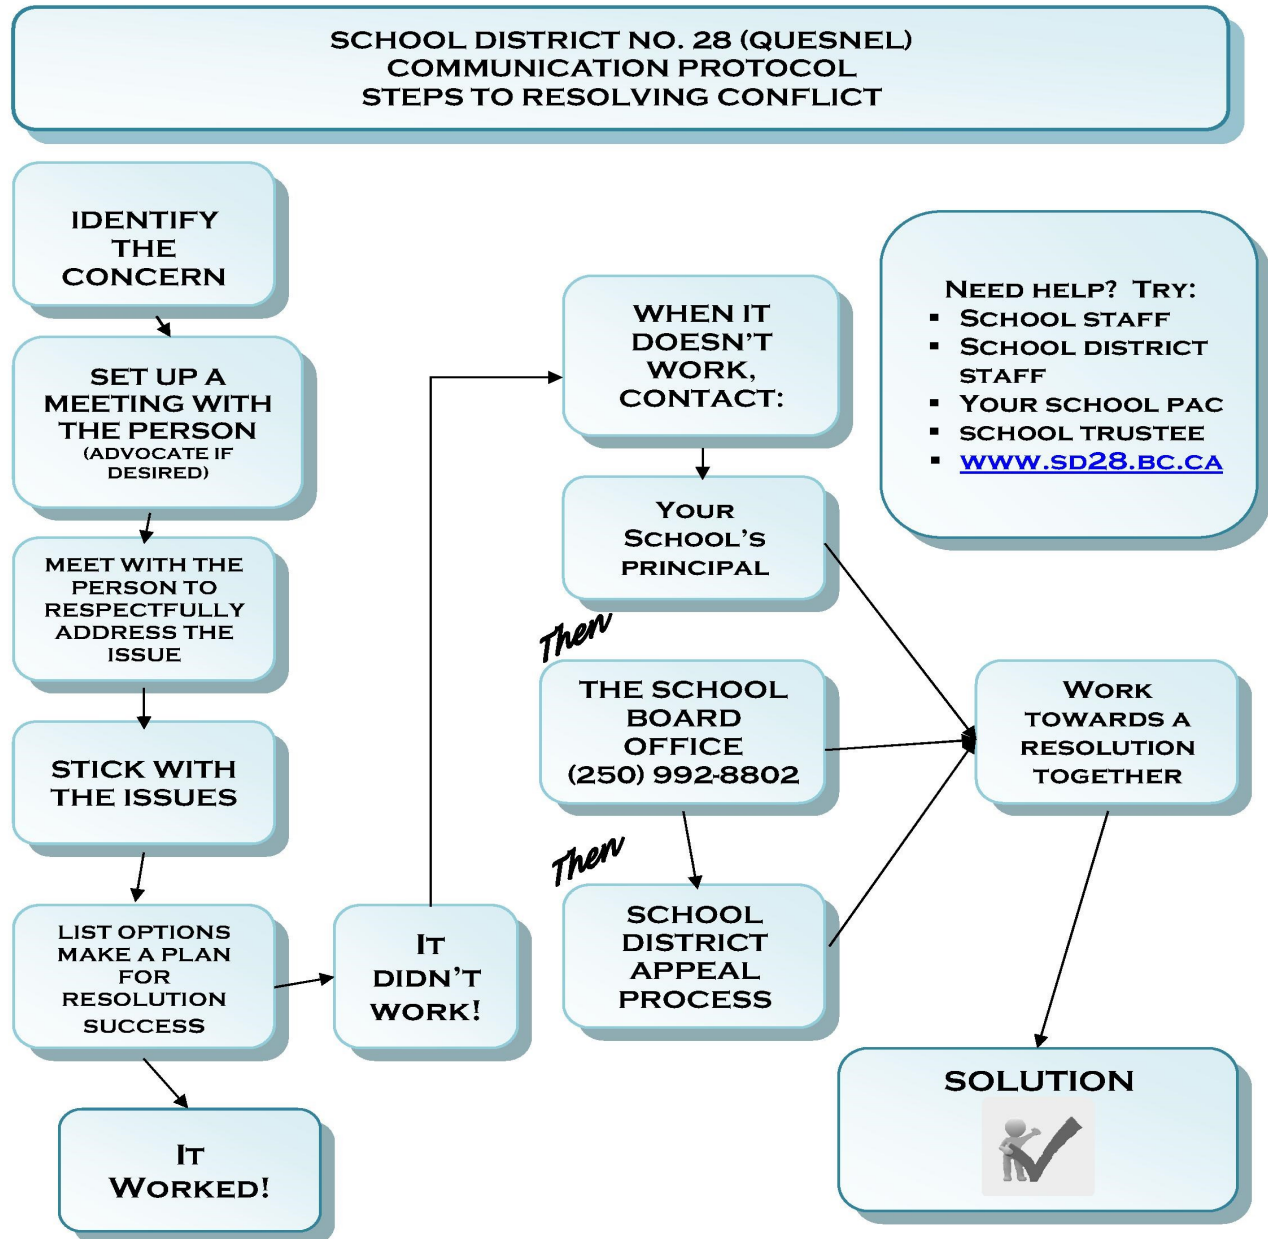 SCHOOL DISTRICT NO. 28 (QUESNEL)
COMMUNICATION PROTOCOL
STEPS TO RESOLVING CONFLICT
IDENTIFY
THE
CONCERN
SET UP A
MEETING WITH
THE PERSON
(ADVOCATE IF
DESIRED)
MEET WITH THE
PERSON TO
RESPECTFULLY
ADDRESS THE
ISSUE
STICK WITH
THE ISSUES
LIST OPTIONS
MAKE A PLAN
FOR
RESOLUTION
SUCCESS
IT
WORKED!
IT
DIDN'T
WORK!
WHEN IT
DOESN'T
WORK,
CONTACT:
YOUR
SCHOOL'S
PRINCIPAL
Then
THE SCHOOL
BOARD
OFFICE
(250) 992-8802
Then
SCHOOL
DISTRICT
APPEAL
PROCESS
NEED HELP? TRY:
▪ SCHOOL STAFF
▪ SCHOOL DISTRICT
STAFF
▪ YOUR SCHOOL PAC
▪ SCHOOL TRUSTEE
▪ WWW.SD28.BC.CA
WORK
TOWARDS A
RESOLUTION
TOGETHER
SOLUTION